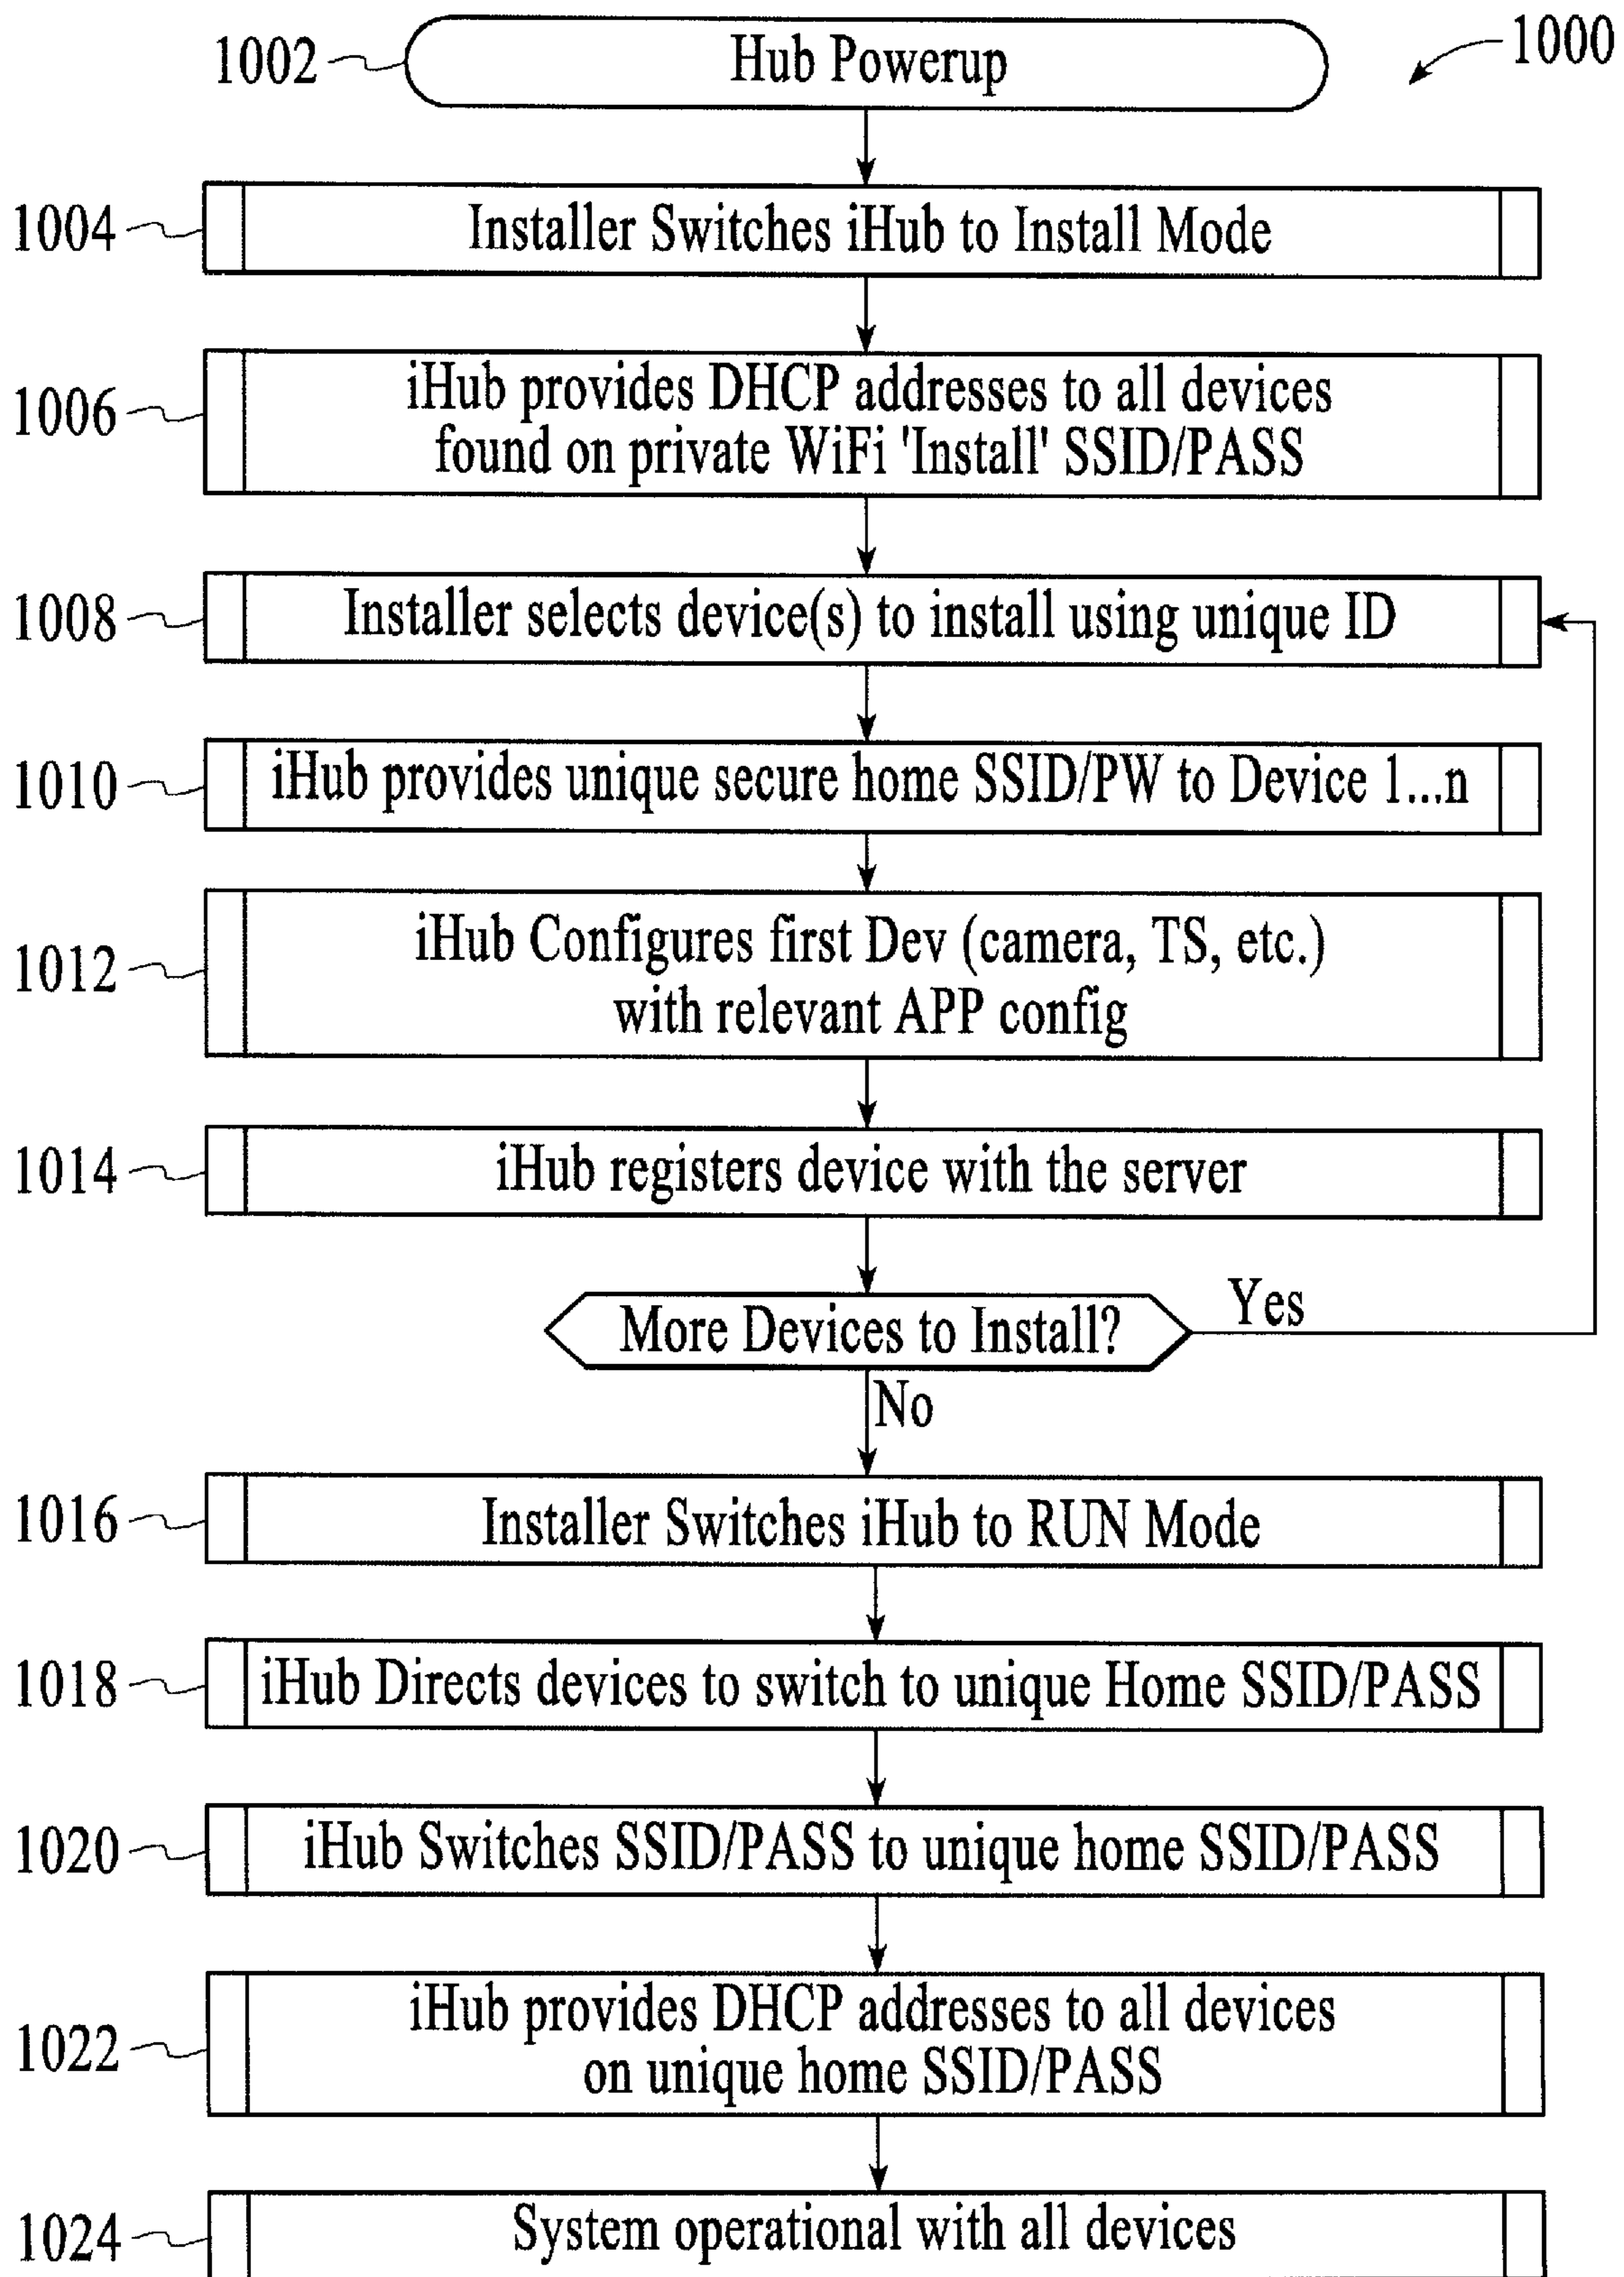 1002
Hub Powerup
1000
1004
Installer Switches iHub to Install Mode
1006
iHub provides DHCP addresses to all devices
found on private WiFi 'Install' SSID/PASS
1008
Installer selects device(s) to install using unique ID
1010
iHub provides unique secure home SSID/PW to Device 1...n
1012
iHub Configures first Dev (camera, TS, etc.)
with relevant APP config
1014
iHub registers device with the server
More Devices to Install?
Yes
No
1016
Installer Switches iHub to RUN Mode
1018
iHub Directs devices to switch to unique Home SSID/PASS
1020
iHub Switches SSID/PASS to unique home SSID/PASS
1022
iHub provides DHCP addresses to all devices
on unique home SSID/PASS
1024
System operational with all devices